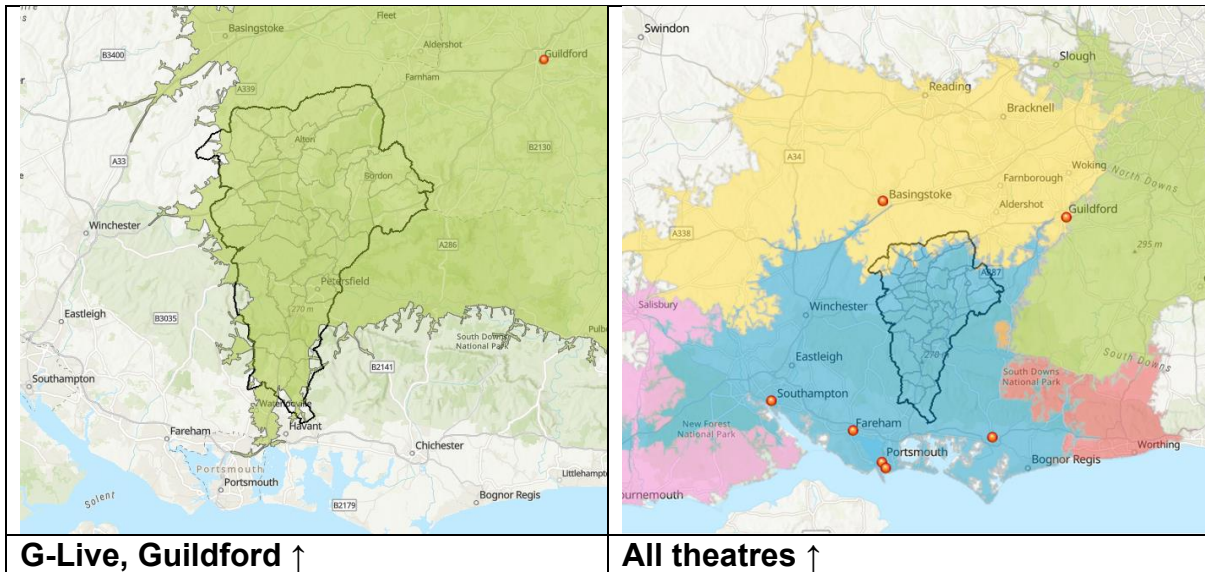 Fleet
Basingstoke
B3400
Aldershot
Guildford
Farnham
A339
B2130
Alton
Bordon
A33
Winchester
A286
Petersfield
270 m
Eastleigh
B3035
South Downs
National Park
Pulbo
B2141
Southampton
Waterlooville
Havant
Fareham
Chichester
Portsmouth
Portsmouth
Littlehampto
Solent
B2179
Bognor Regis
G-Live, Guildford ↑
Swindon
Slough
Reading
Bracknell
A34
Woking
North Downs
Basingstoke
Farnborough
Aldershot
Guildford
A338
295 m
A287
Salisbury
Winchester
270 m
South Downs
Eastleigh
South Downs
National Park
Southampton
New Forest
National Park
Fareham
Portsmouth
Worthing
Bognor Regis
ournemouth
All theatres ↑